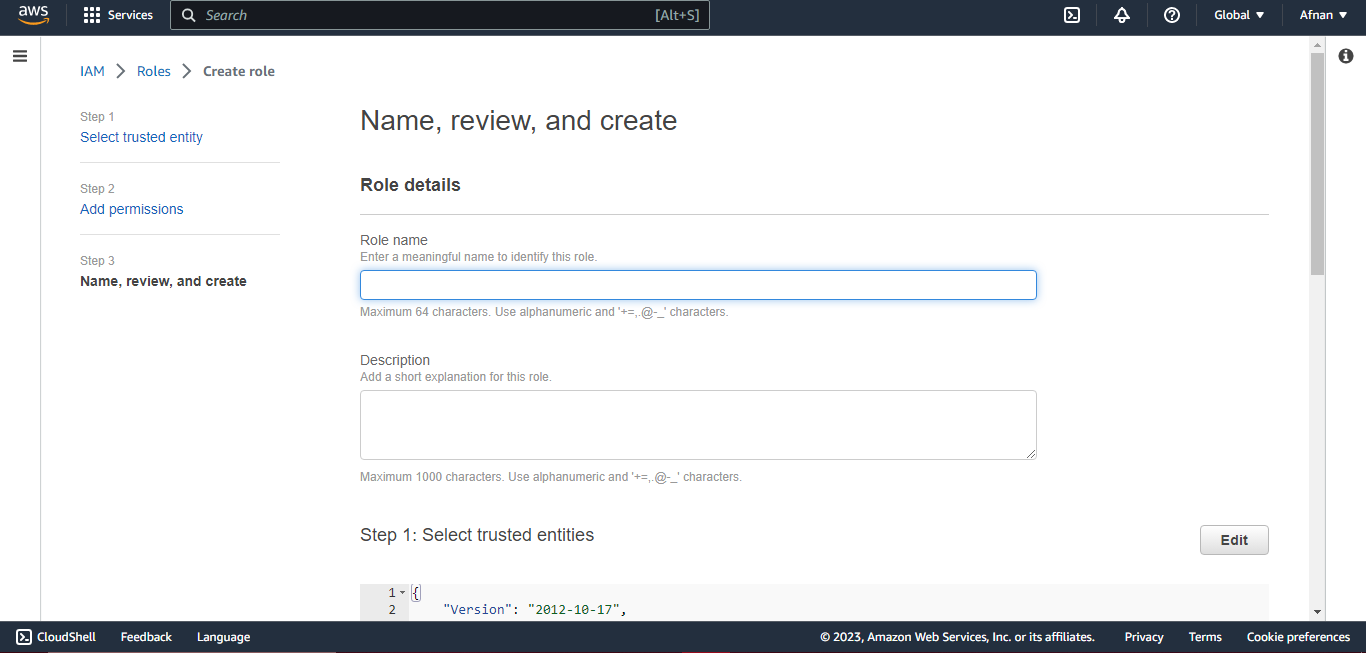 aws
Services
Search [Alt+S]
Global
Afnan
IAM Roles Create role
Step 1
Select trusted entity
Step 2
Add permissions
Step 3
Name, review, and create
Name, review, and create
Role details
Role name
Enter a meaningful name to identify this role.
Maximum 64 characters. Use alphanumeric and '+=,.@-_' characters.
Description
Add a short explanation for this role.
Maximum 1000 characters. Use alphanumeric and '+=,.@-_' characters.
Step 1: Select trusted entities
Edit
1 {
2 "Version": "2012-10-17",
CloudShell Feedback Language © 2023, Amazon Web Services, Inc. or its affiliates. Privacy Terms Cookie preferences